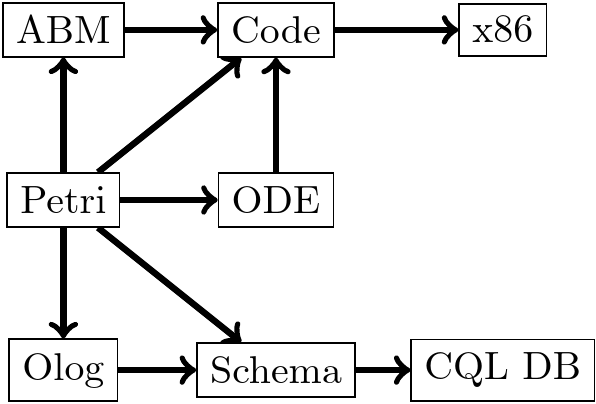 ABM
Code
x86
Petri
ODE
Olog
Schema
CQL DB